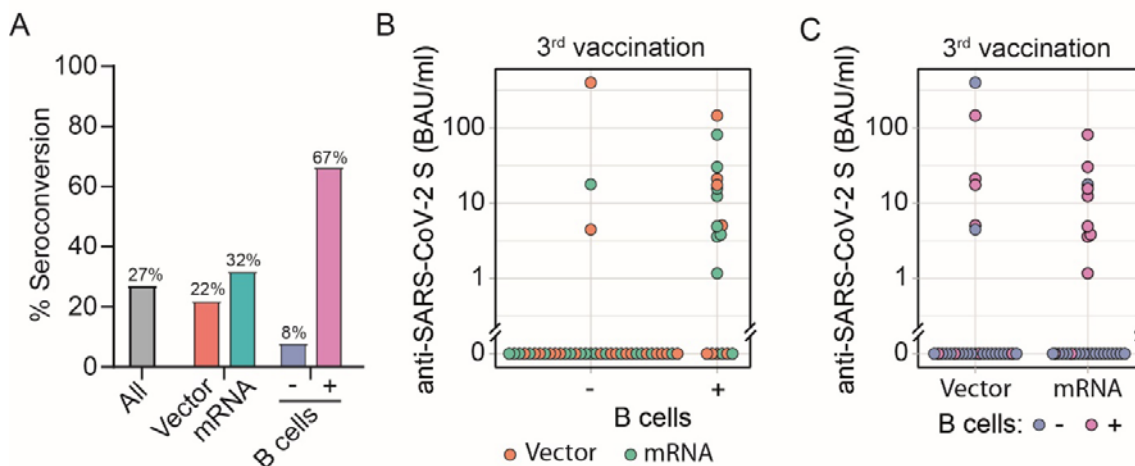 A
% Seroconversion
100
80
60
40
20
0
27%
22%
32%
8%
67%
All
Vector
mRNA
- +
B cells
B
3rd vaccination
anti-SARS-CoV-2 S (BAU/ml)
100
10
1
0
- +
B cells
Vector mRNA
C
3rd vaccination
anti-SARS-CoV-2 S (BAU/ml)
100
10
1
0
Vector mRNA
B cells: - +